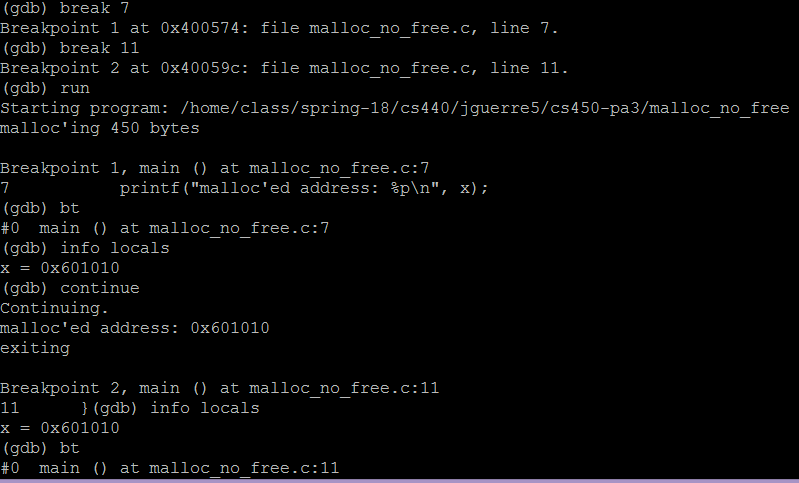 (gdb) break 7
Breakpoint 1 at 0x400574: file malloc_no_free.c, line 7.
(gdb) break 11
Breakpoint 2 at 0x40059c: file malloc_no_free.c, line 11.
(gdb) run
Starting program: /home/class/spring-18/cs440/jguerre5/cs450-pa3/malloc_no_free
malloc'ing 450 bytes

Breakpoint 1, main () at malloc_no_free.c:7
7           printf("malloc'ed address: %p\n", x);
(gdb) bt
#0  main () at malloc_no_free.c:7
(gdb) info locals
x = 0x601010
(gdb) continue
Continuing.
malloc'ed address: 0x601010
exiting

Breakpoint 2, main () at malloc_no_free.c:11
11      }(gdb) info locals
x = 0x601010
(gdb) bt
#0  main () at malloc_no_free.c:11